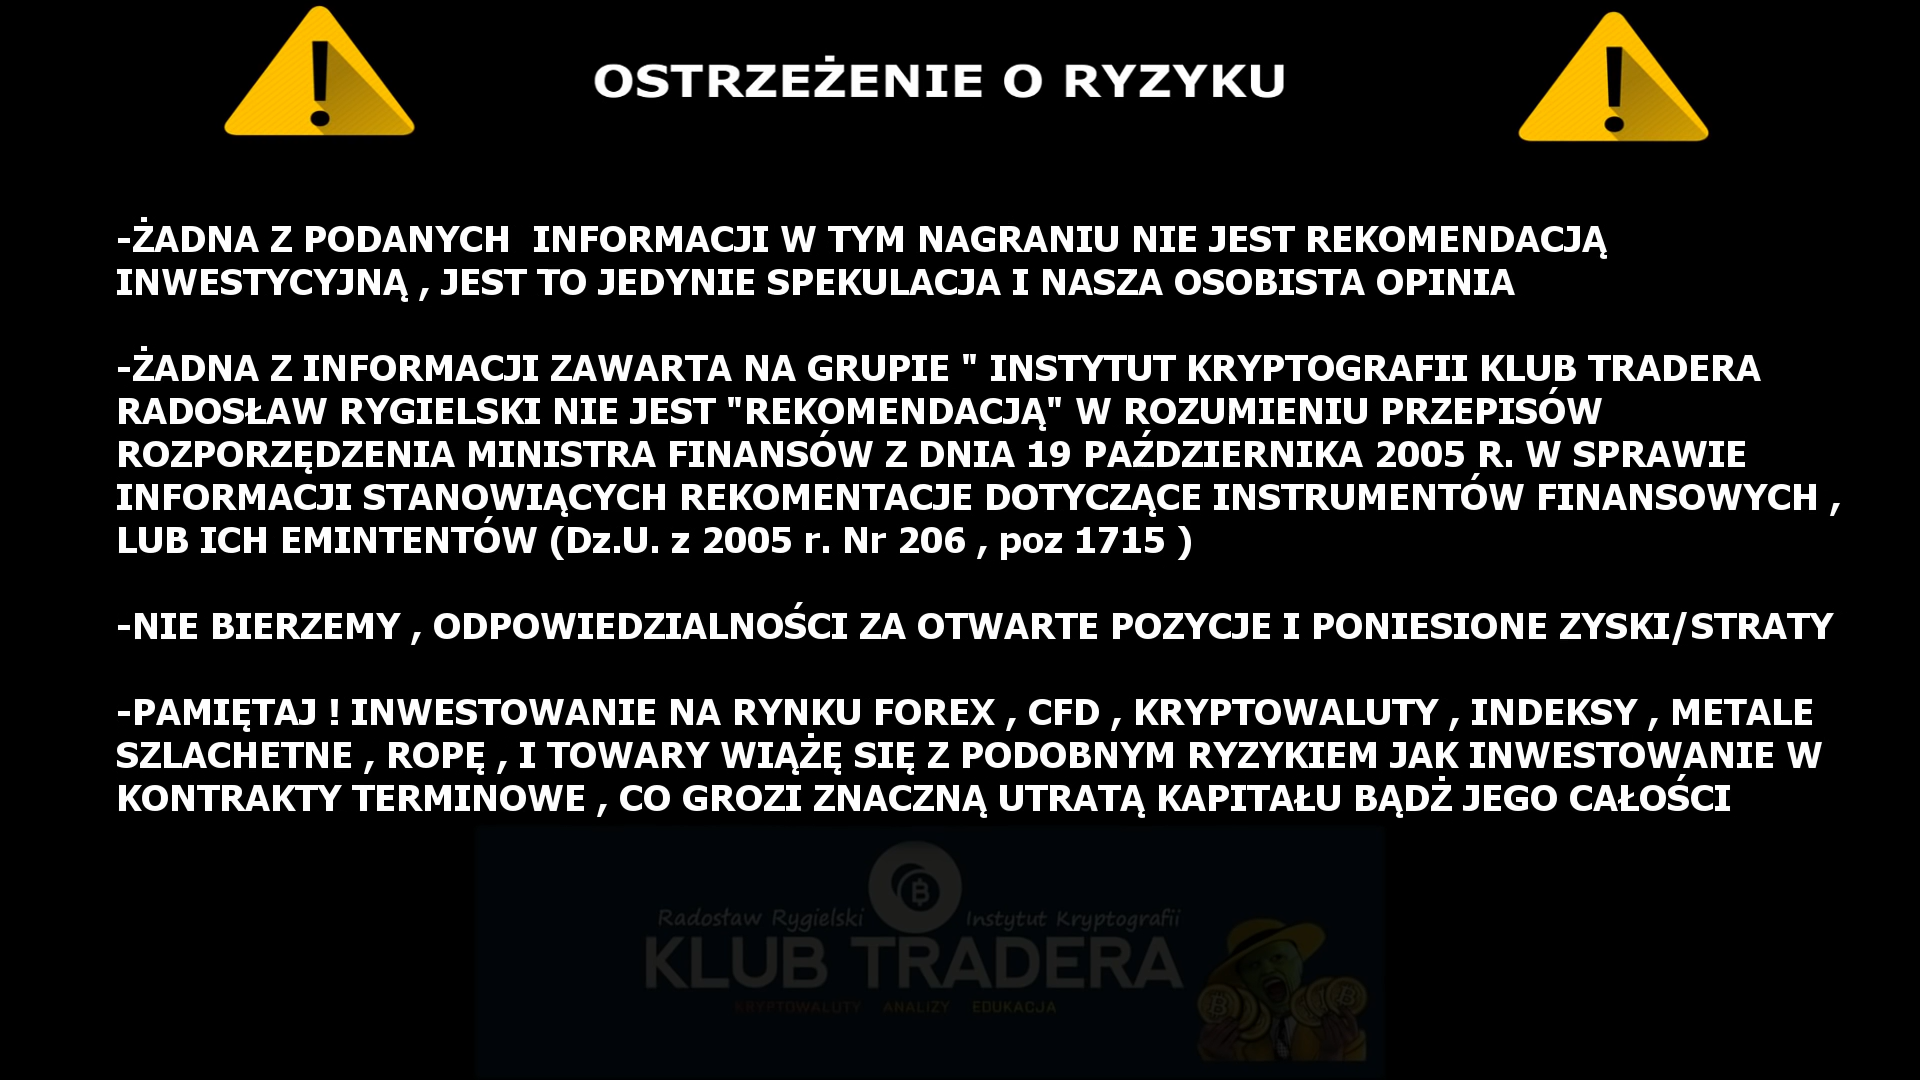 OSTRZEŻENIE O RYZYKU
-ŻADNA Z PODANYCH INFORMACJI W TYM NAGRANIU NIE JEST REKOMENDACJĄ
INWESTYCYJNĄ , JEST TO JEDYNIE SPEKULACJA I NASZA OSOBISTA OPINIA
-ŻADNA Z INFORMACJI ZAWARTA NA GRUPIE " INSTYTUT KRYPTOGRAFII KLUB TRADERA
RADOSŁAW RYGIELSKI NIE JEST "REKOMENDACJĄ" W ROZUMIENIU PRZEPISÓW
ROZPORZĘDZENIA MINISTRA FINANSÓW Z DNIA 19 PAŹDZIERNIKA 2005 R. W SPRAWIE
INFORMACJI STANOWIĄCYCH REKOMENTACJE DOTYCZĄCE INSTRUMENTÓW FINANSOWYCH ,
LUB ICH EMINTENTÓW (Dz.U. z 2005 r. Nr 206 , poz 1715 )
-NIE BIERZEMY , ODPOWIEDZIALNOŚCI ZA OTWARTE POZYCJE I PONIESIONE ZYSKI/STRATY
-PAMIĘTAJ ! INWESTOWANIE NA RYNKU FOREX , CFD , KRYPTOWALUTY , INDEKSY , METALE
SZLACHETNE , ROPĘ , I TOWARY WIĄŻĘ SIĘ Z PODOBNYM RYZYKIEM JAK INWESTOWANIE W
KONTRAKTY TERMINOWE , CO GROZI ZNACZNĄ UTRATĄ KAPITAŁU BĄDŻ JEGO CAŁOŚCI
Radosław Rygielski Instytut Kryptografii
KLUB TRADERA
KRYPTOWALUTY ANALIZY EDUKACJA